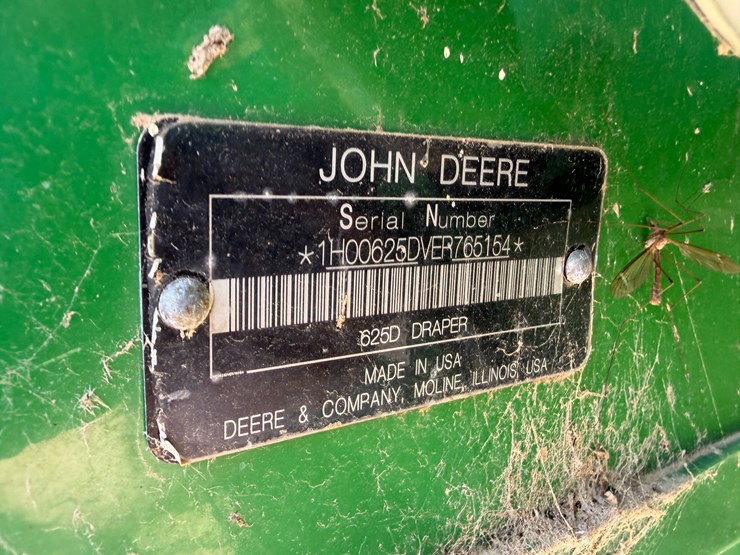 JOHN DEERE
Serial Number
*1H00625DVER765154*
625D DRAPER
MADE IN USA
DEERE & COMPANY, MOLINE, ILLINOIS, USA